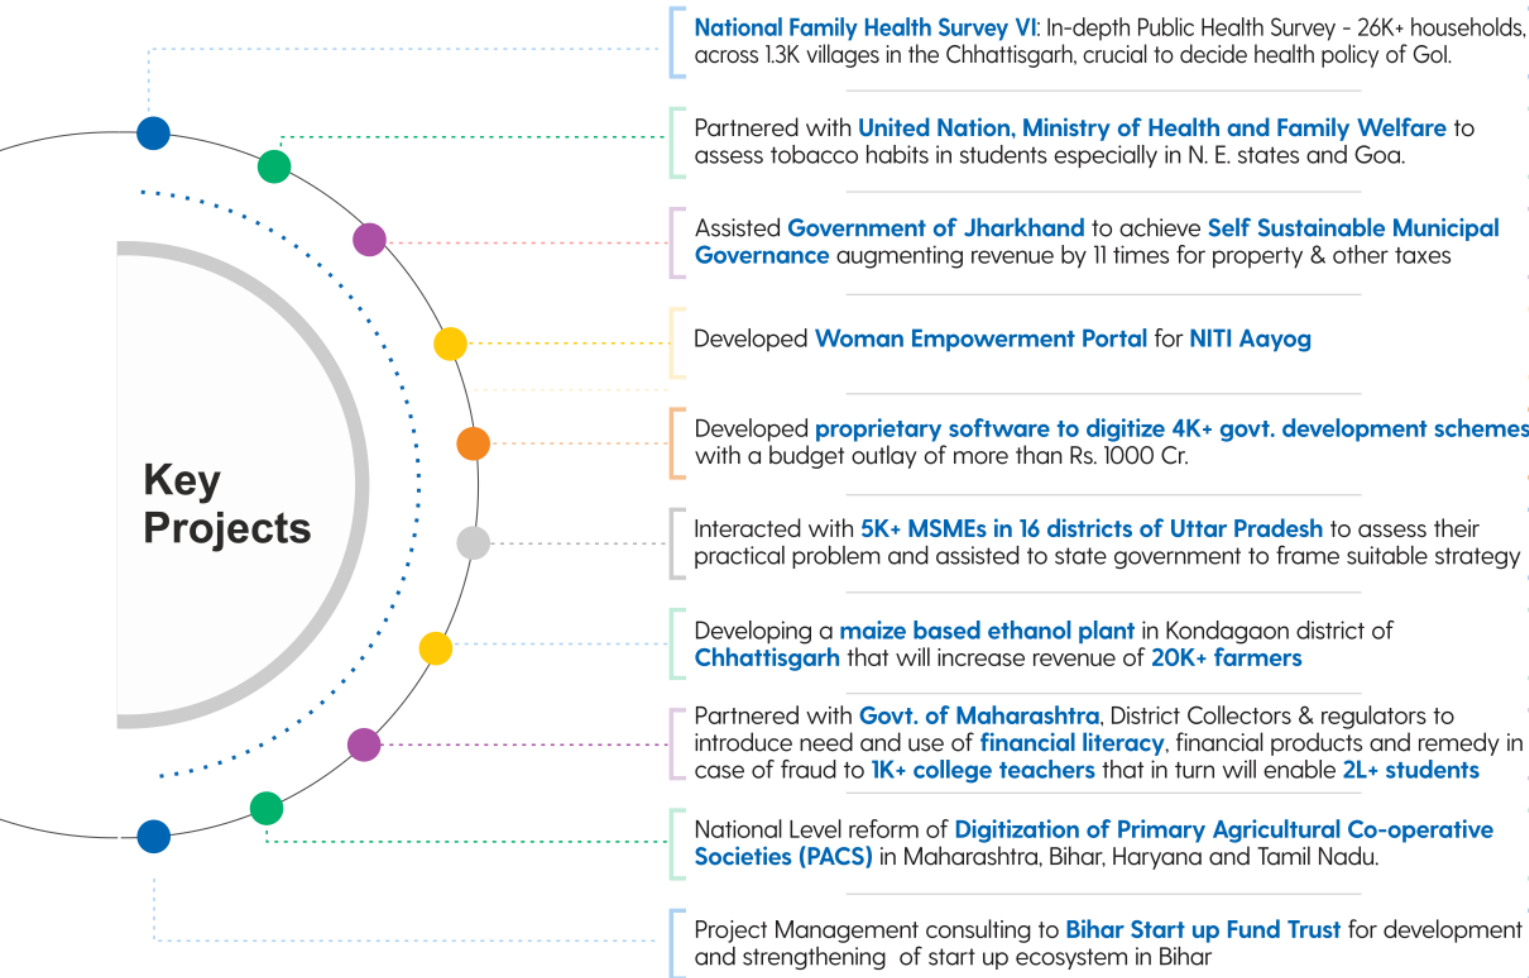 National Family Health Survey VI: In-depth Public Health Survey - 26K+ households,
across 1.3K villages in the Chhattisgarh, crucial to decide health policy of GoI.
Partnered with United Nation, Ministry of Health and Family Welfare to
assess tobacco habits in students especially in N. E. states and Goa.
Assisted Government of Jharkhand to achieve Self Sustainable Municipal
Governance augmenting revenue by 11 times for property & other taxes
Developed Woman Empowerment Portal for NITI Aayog
Developed proprietary software to digitize 4K+ govt. development schemes
with a budget outlay of more than Rs. 1000 Cr.
Key
Projects
Interacted with 5K+ MSMEs in 16 districts of Uttar Pradesh to assess their
practical problem and assisted to state government to frame suitable strategy
Developing a maize based ethanol plant in Kondagaon district of
Chhattisgarh that will increase revenue of 20K+ farmers
Partnered with Govt. of Maharashtra, District Collectors & regulators to
introduce need and use of financial literacy, financial products and remedy in
case of fraud to 1K+ college teachers that in turn will enable 2L+ students
National Level reform of Digitization of Primary Agricultural Co-operative
Societies (PACS) in Maharashtra, Bihar, Haryana and Tamil Nadu.
Project Management consulting to Bihar Start up Fund Trust for development
and strengthening of start up ecosystem in Bihar